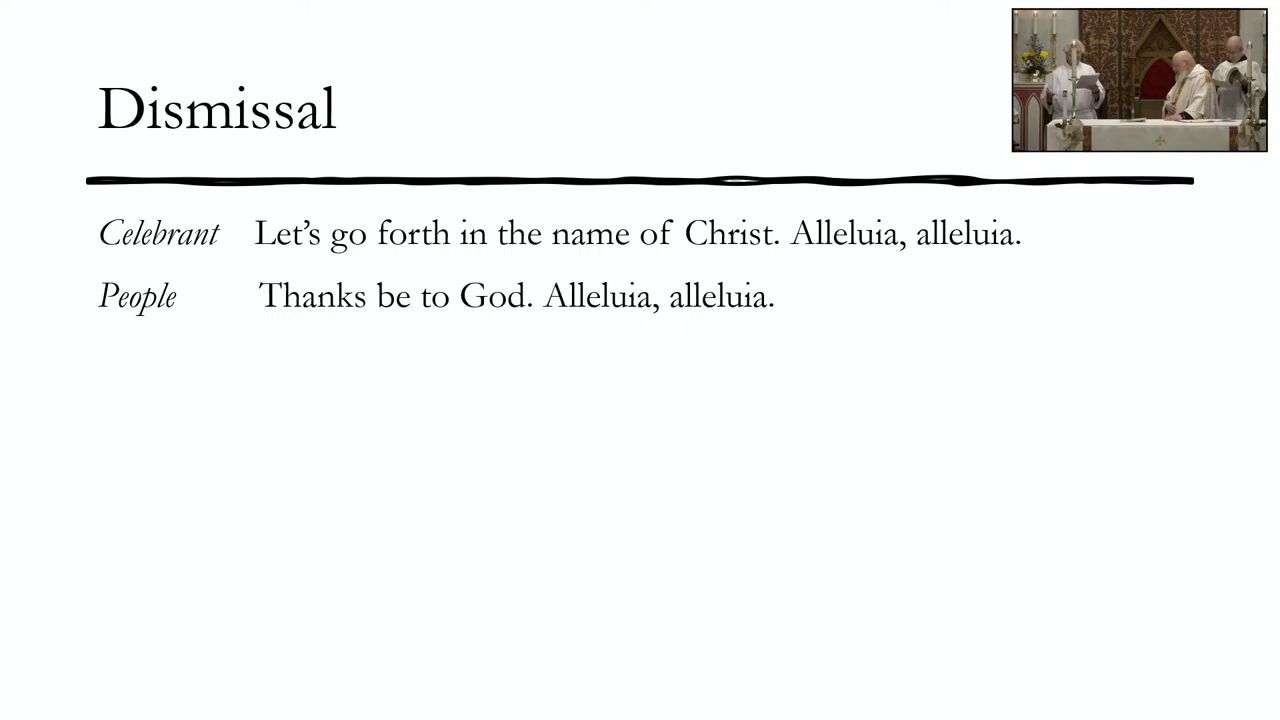 Dismissal
Celebrant Let’s go forth in the name of Christ. Alleluia, alleluia.
People Thanks be to God. Alleluia, alleluia.